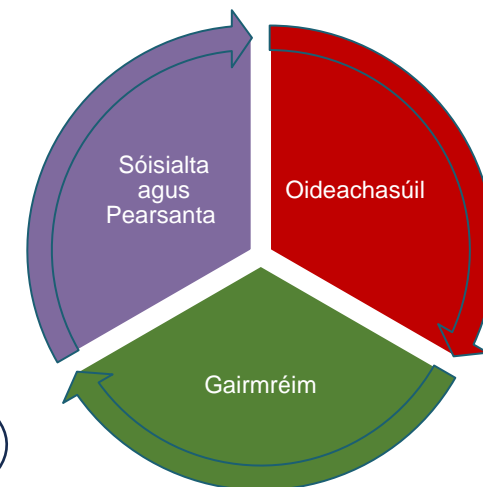 Sóisialta
agus
Pearsanta
Oideachasúil
Gairmréim